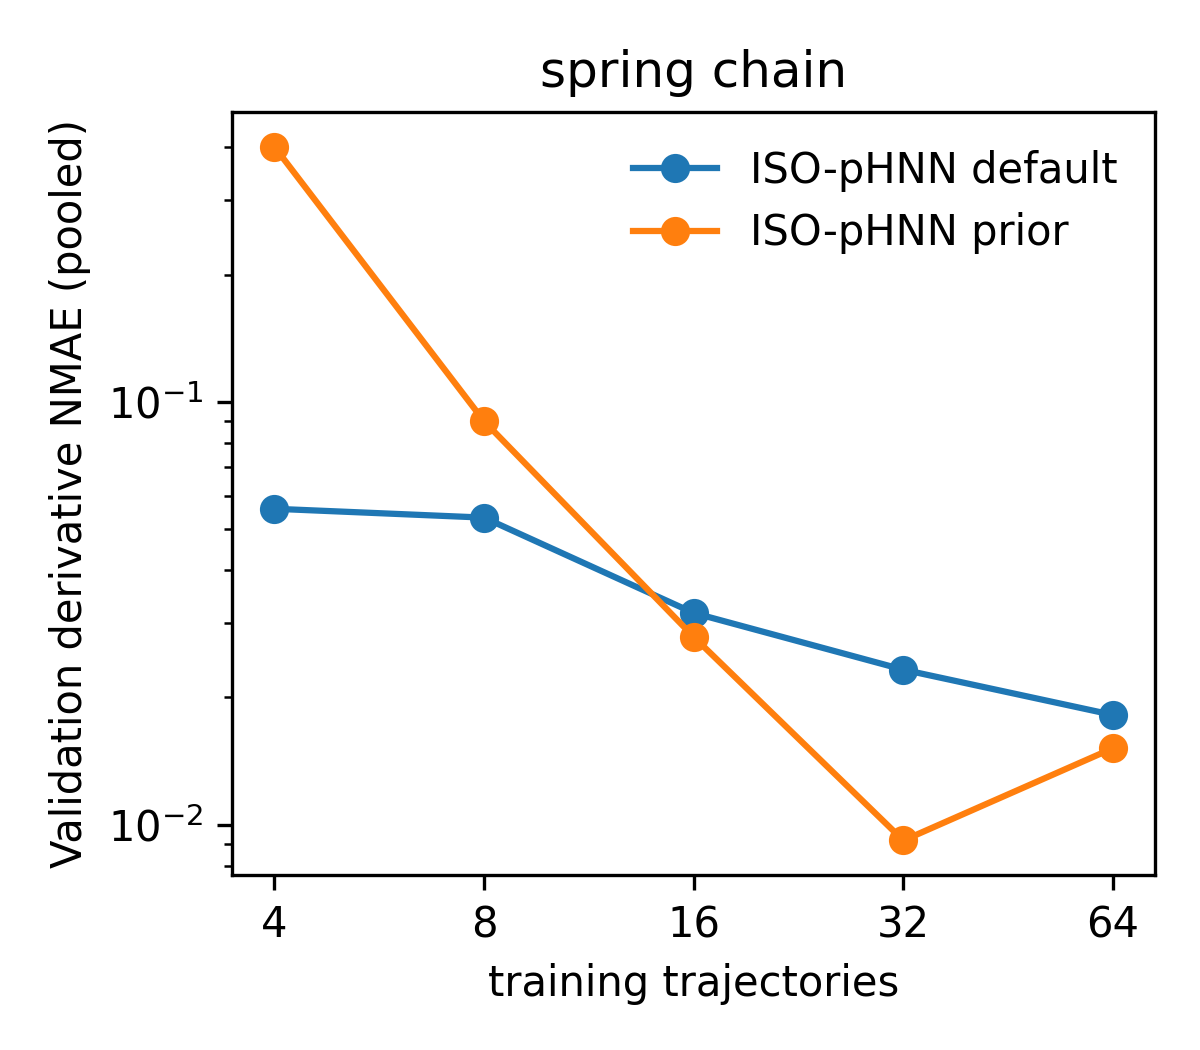 spring chain
ISO-pHNN default
ISO-pHNN prior
Validation derivative NMAE (pooled)
10⁻¹
10⁻²
4 8 16 32 64
training trajectories